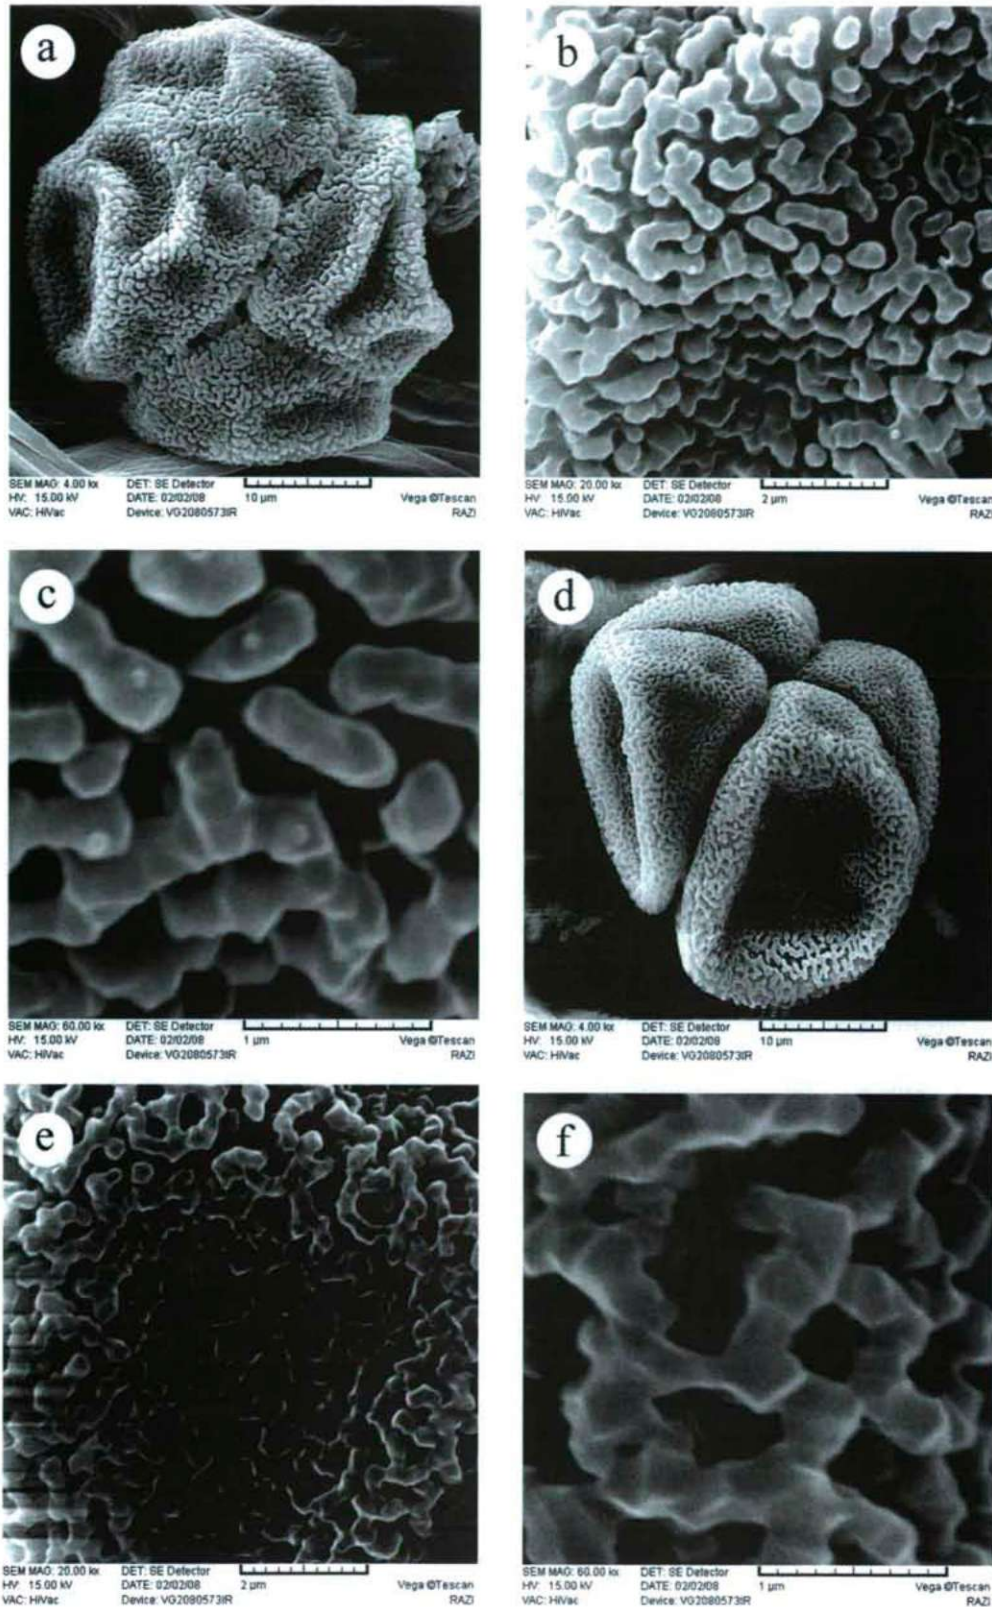 a
SEM MAG: 4.00 kx DET: SE Detector
HV: 15.00 kV DATE: 02/02/08 10 µm Vega ©Tescan
VAC: HiVac Device: VG2080573IR RAZI
b
SEM MAG: 20.00 kx DET: SE Detector
HV: 15.00 kV DATE: 02/02/08 2 µm Vega ©Tescan
VAC: HiVac Device: VG2080573IR RAZI
c
SEM MAG: 60.00 kx DET: SE Detector
HV: 15.00 kV DATE: 02/02/08 1 µm Vega ©Tescan
VAC: HiVac Device: VG2080573IR RAZI
d
SEM MAG: 4.00 kx DET: SE Detector
HV: 15.00 kV DATE: 02/02/08 10 µm Vega ©Tescan
VAC: HiVac Device: VG2080573IR RAZI
e
SEM MAG: 20.00 kx DET: SE Detector
HV: 15.00 kV DATE: 02/02/08 2 µm Vega ©Tescan
VAC: HiVac Device: VG2080573IR RAZI
f
SEM MAG: 60.00 kx DET: SE Detector
HV: 15.00 kV DATE: 02/02/08 1 µm Vega ©Tescan
VAC: HiVac Device: VG2080573IR RAZI